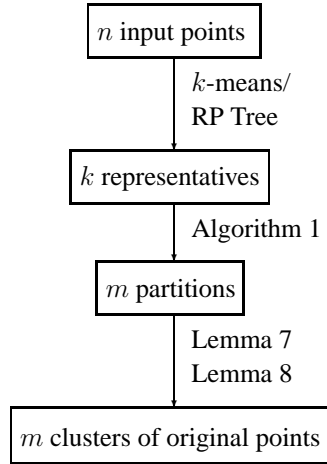 n input points
k-means/
RP Tree
k representatives
Algorithm 1
m partitions
Lemma 7
Lemma 8
m clusters of original points